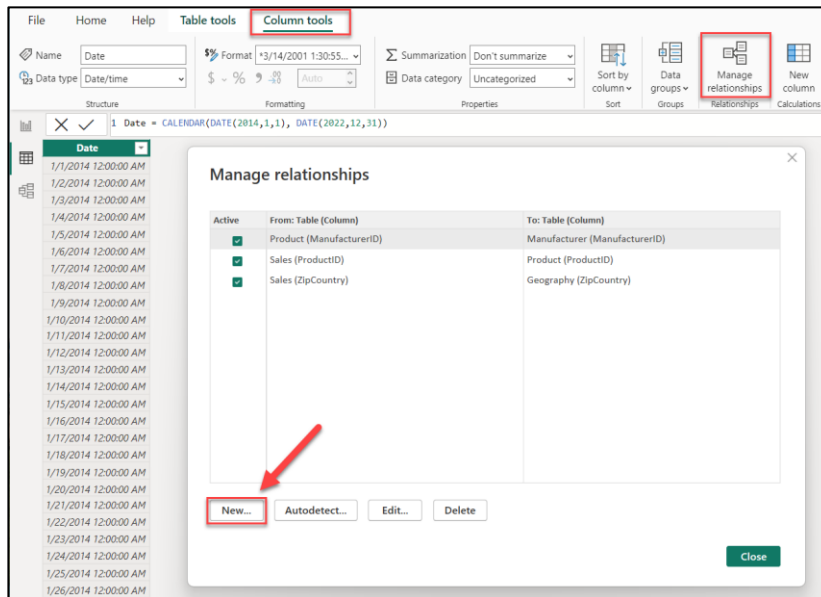 File Home Help Table tools Column tools
Name Date
$% Format *3/14/2001 1:30:55...
Summarization Don't summarize
Data type Date/time
$ % 9 .00 Auto
Data category Uncategorized
Sort by column
Data groups
Manage relationships
New column
Structure Formatting Properties Sort Groups Relationships Calculations
1 Date = CALENDAR(DATE(2014,1,1), DATE(2022,12,31))
Date
1/1/2014 12:00:00 AM
1/2/2014 12:00:00 AM
1/3/2014 12:00:00 AM
1/4/2014 12:00:00 AM
1/5/2014 12:00:00 AM
1/6/2014 12:00:00 AM
1/7/2014 12:00:00 AM
1/8/2014 12:00:00 AM
1/9/2014 12:00:00 AM
1/10/2014 12:00:00 AM
1/11/2014 12:00:00 AM
1/12/2014 12:00:00 AM
1/13/2014 12:00:00 AM
1/14/2014 12:00:00 AM
1/15/2014 12:00:00 AM
1/16/2014 12:00:00 AM
1/17/2014 12:00:00 AM
1/18/2014 12:00:00 AM
1/19/2014 12:00:00 AM
1/20/2014 12:00:00 AM
1/21/2014 12:00:00 AM
1/22/2014 12:00:00 AM
1/23/2014 12:00:00 AM
1/24/2014 12:00:00 AM
1/25/2014 12:00:00 AM
1/26/2014 12:00:00 AM
Manage relationships
Active From: Table (Column) To: Table (Column)
Product (ManufacturerID) Manufacturer (ManufacturerID)
Sales (ProductID) Product (ProductID)
Sales (ZipCountry) Geography (ZipCountry)
New... Autodetect... Edit... Delete
Close